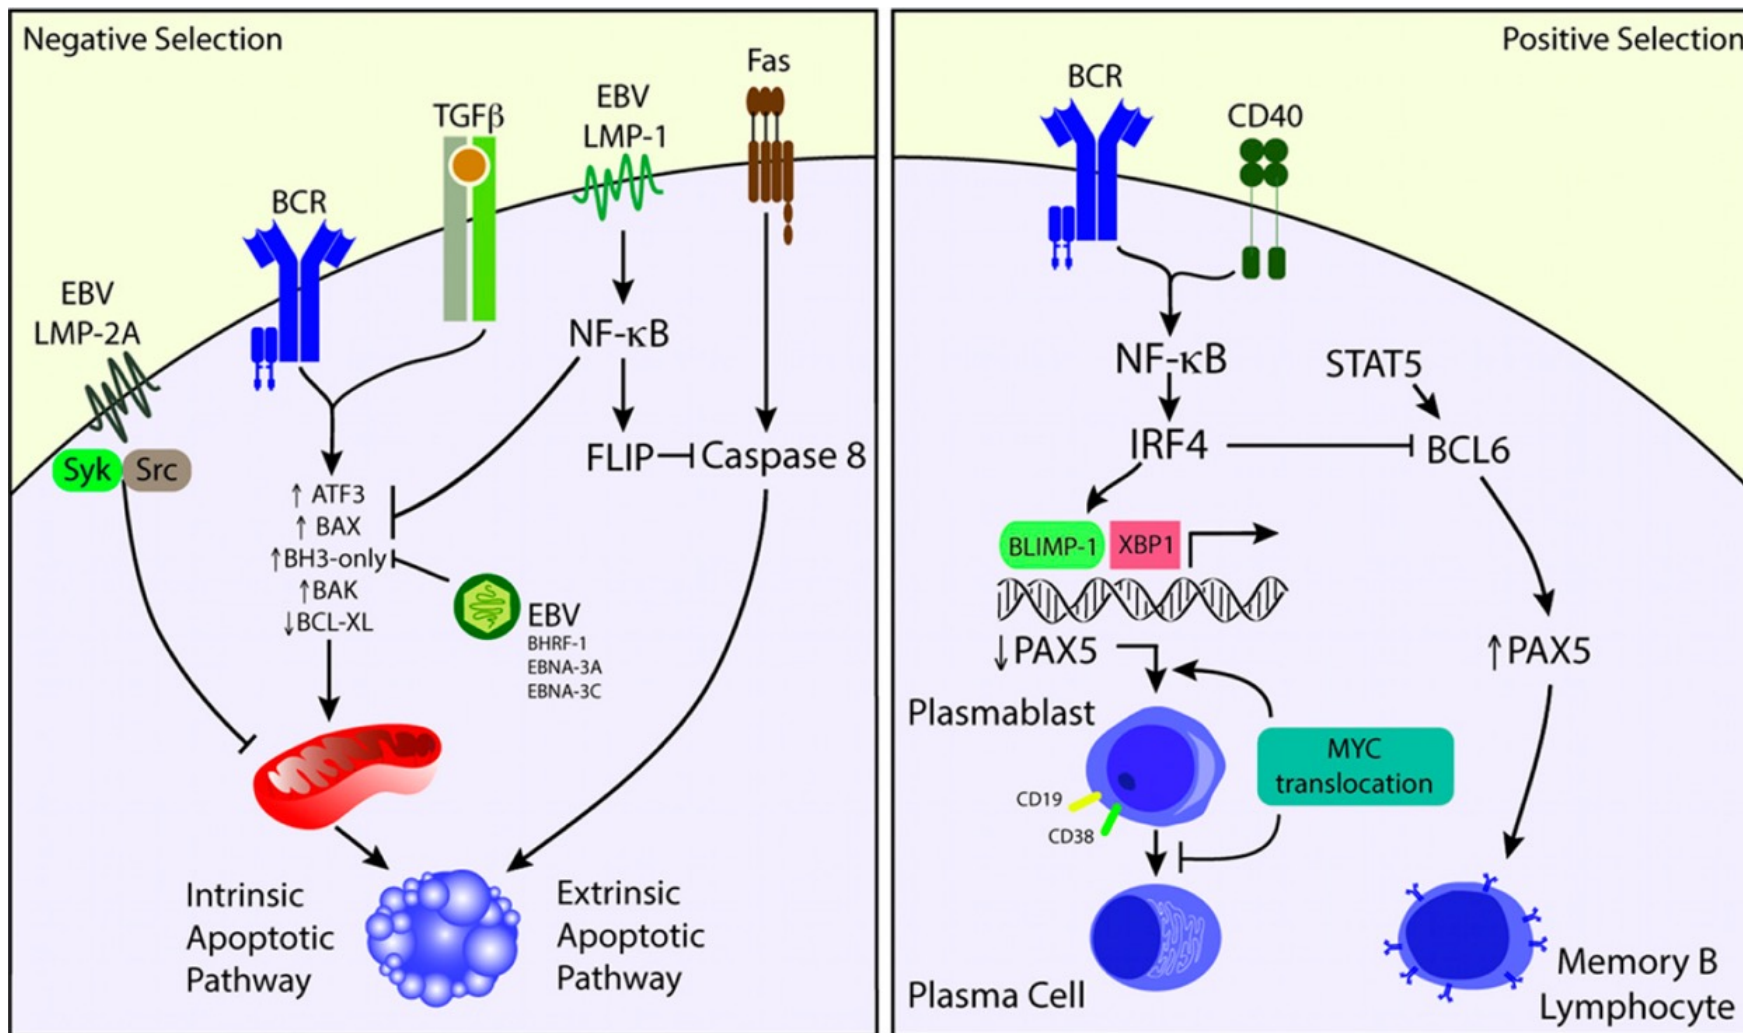 Negative Selection
Fas
EBV
LMP-1
TGFβ
BCR
EBV
LMP-2A
NF-κB
Syk
Src
FLIP
Caspase 8
↑ ATF3
↑ BAX
↑BH3-only
↑BAK
↓BCL-XL
EBV
BHRF-1
EBNA-3A
EBNA-3C
Intrinsic
Apoptotic
Pathway
Extrinsic
Apoptotic
Pathway
Positive Selection
BCR
CD40
NF-κB
STAT5
IRF4
BCL6
BLIMP-1
XBP1
↓PAX5
↑PAX5
Plasmablast
MYC
translocation
CD19
CD38
Plasma Cell
Memory B
Lymphocyte